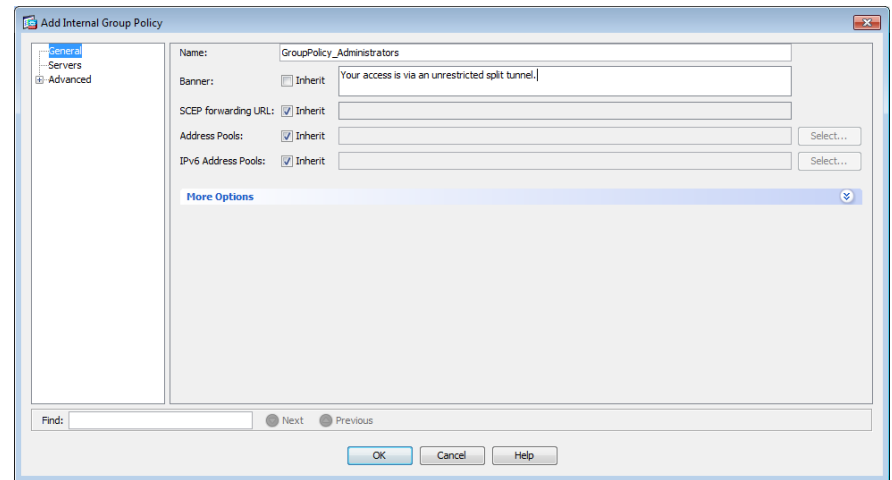 Add Internal Group Policy
General
Servers
Advanced
Name: GroupPolicy_Administrators
Banner: Inherit Your access is via an unrestricted split tunnel.
SCEP forwarding URL: Inherit
Address Pools: Inherit Select...
IPv6 Address Pools: Inherit Select...
More Options
Find: Next Previous
OK Cancel Help